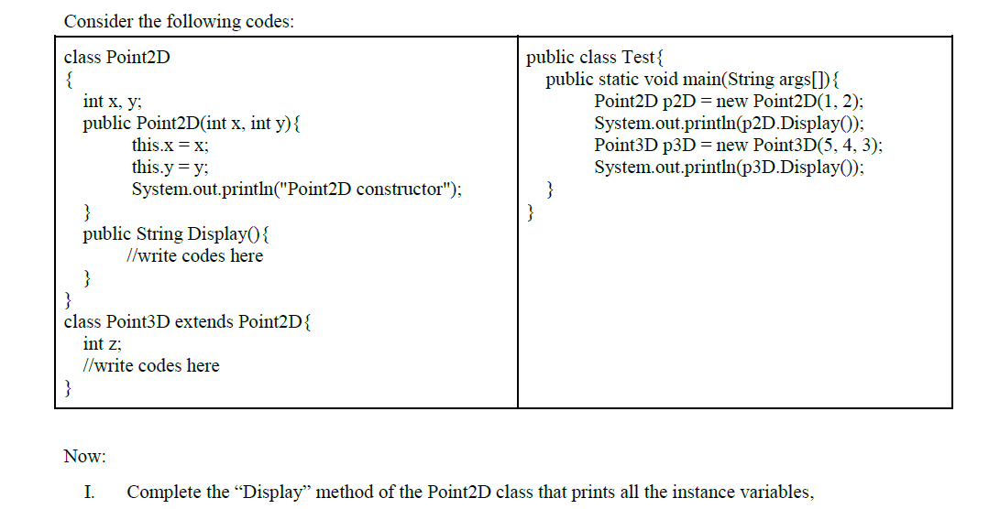 Consider the following codes:
class Point2D
{
int x, y;
public Point2D(int x, int y){
this.x = x;
this.y = y;
System.out.println("Point2D constructor");
}
public String Display(){
//write codes here
}
}
class Point3D extends Point2D{
int z;
//write codes here
}
public class Test{
public static void main(String args[]){
Point2D p2D = new Point2D(1, 2);
System.out.println(p2D.Display());
Point3D p3D = new Point3D(5, 4, 3);
System.out.println(p3D.Display());
}
}
Now:
I. Complete the “Display” method of the Point2D class that prints all the instance variables,